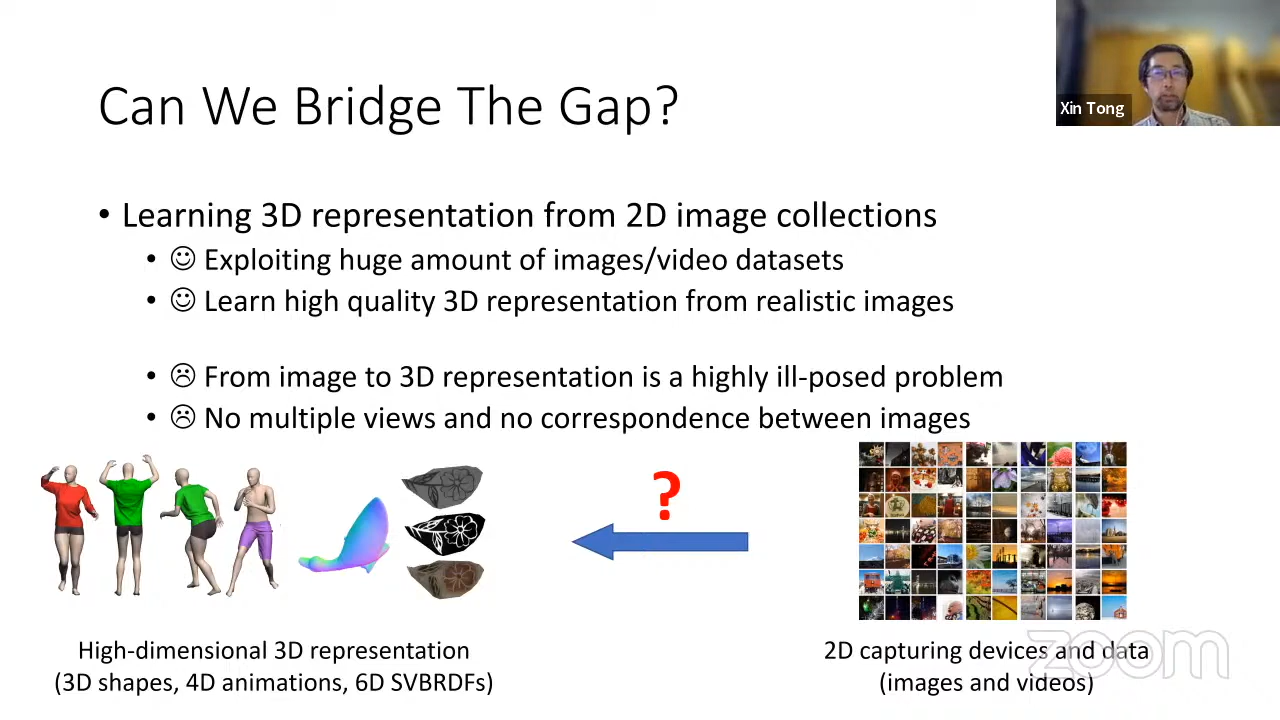 Can We Bridge The Gap?
Xin Tong
• Learning 3D representation from 2D image collections
• ☺ Exploiting huge amount of images/video datasets
• ☺ Learn high quality 3D representation from realistic images
• ☹ From image to 3D representation is a highly ill-posed problem
• ☹ No multiple views and no correspondence between images
?
High-dimensional 3D representation
(3D shapes, 4D animations, 6D SVBRDFs)
2D capturing devices and data
(images and videos)
zoom